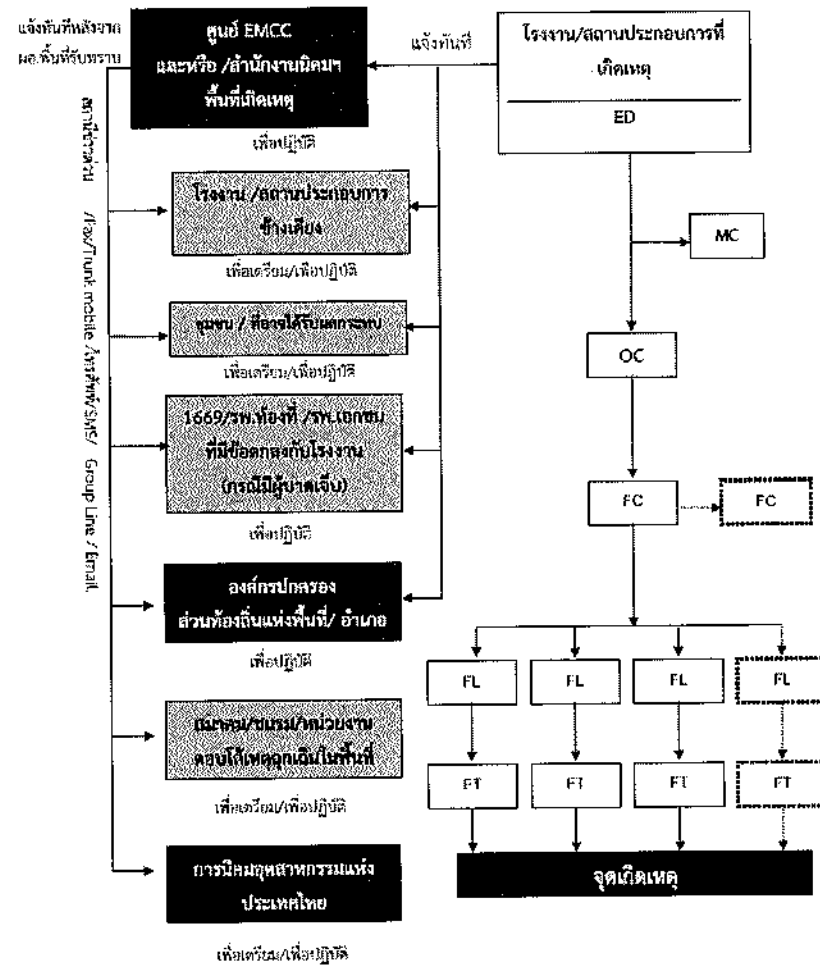 แจ้งทันทีหลังจาก
ผอ.พื้นที่รับทราบ
ศูนย์ EMCC
และหรือ /สำนักงานนิคมฯ
พื้นที่เกิดเหตุ
เพื่อปฏิบัติ
แจ้งทันที
โรงงาน/สถานประกอบการที่
เกิดเหตุ
ED
/Fax/Trunk mobile /โทรศัพท์/SMS/ Group Line / Email.
โรงงาน /สถานประกอบการ
ข้างเคียง
เพื่อเตรียม/เพื่อปฏิบัติ
ชุมชน / ที่อาจได้รับผลกระทบ
เพื่อเตรียม/เพื่อปฏิบัติ
1669/รพ.ท้องที่ /รพ.เอกชน
ที่มีข้อตกลงกับโรงงาน
(กรณีมีผู้บาดเจ็บ)
เพื่อปฏิบัติ
องค์กรปกครอง
ส่วนท้องถิ่นแห่งพื้นที่/ อำเภอ
เพื่อปฏิบัติ
สมาคม/ชมรม/หน่วยงาน
ตอบโต้เหตุฉุกเฉินในพื้นที่
เพื่อเตรียม/เพื่อปฏิบัติ
การนิคมอุตสาหกรรมแห่ง
ประเทศไทย
เพื่อเตรียม/เพื่อปฏิบัติ
MC
OC
FC FC
FL FL FL FL
FT FT FT FT
จุดเกิดเหตุ